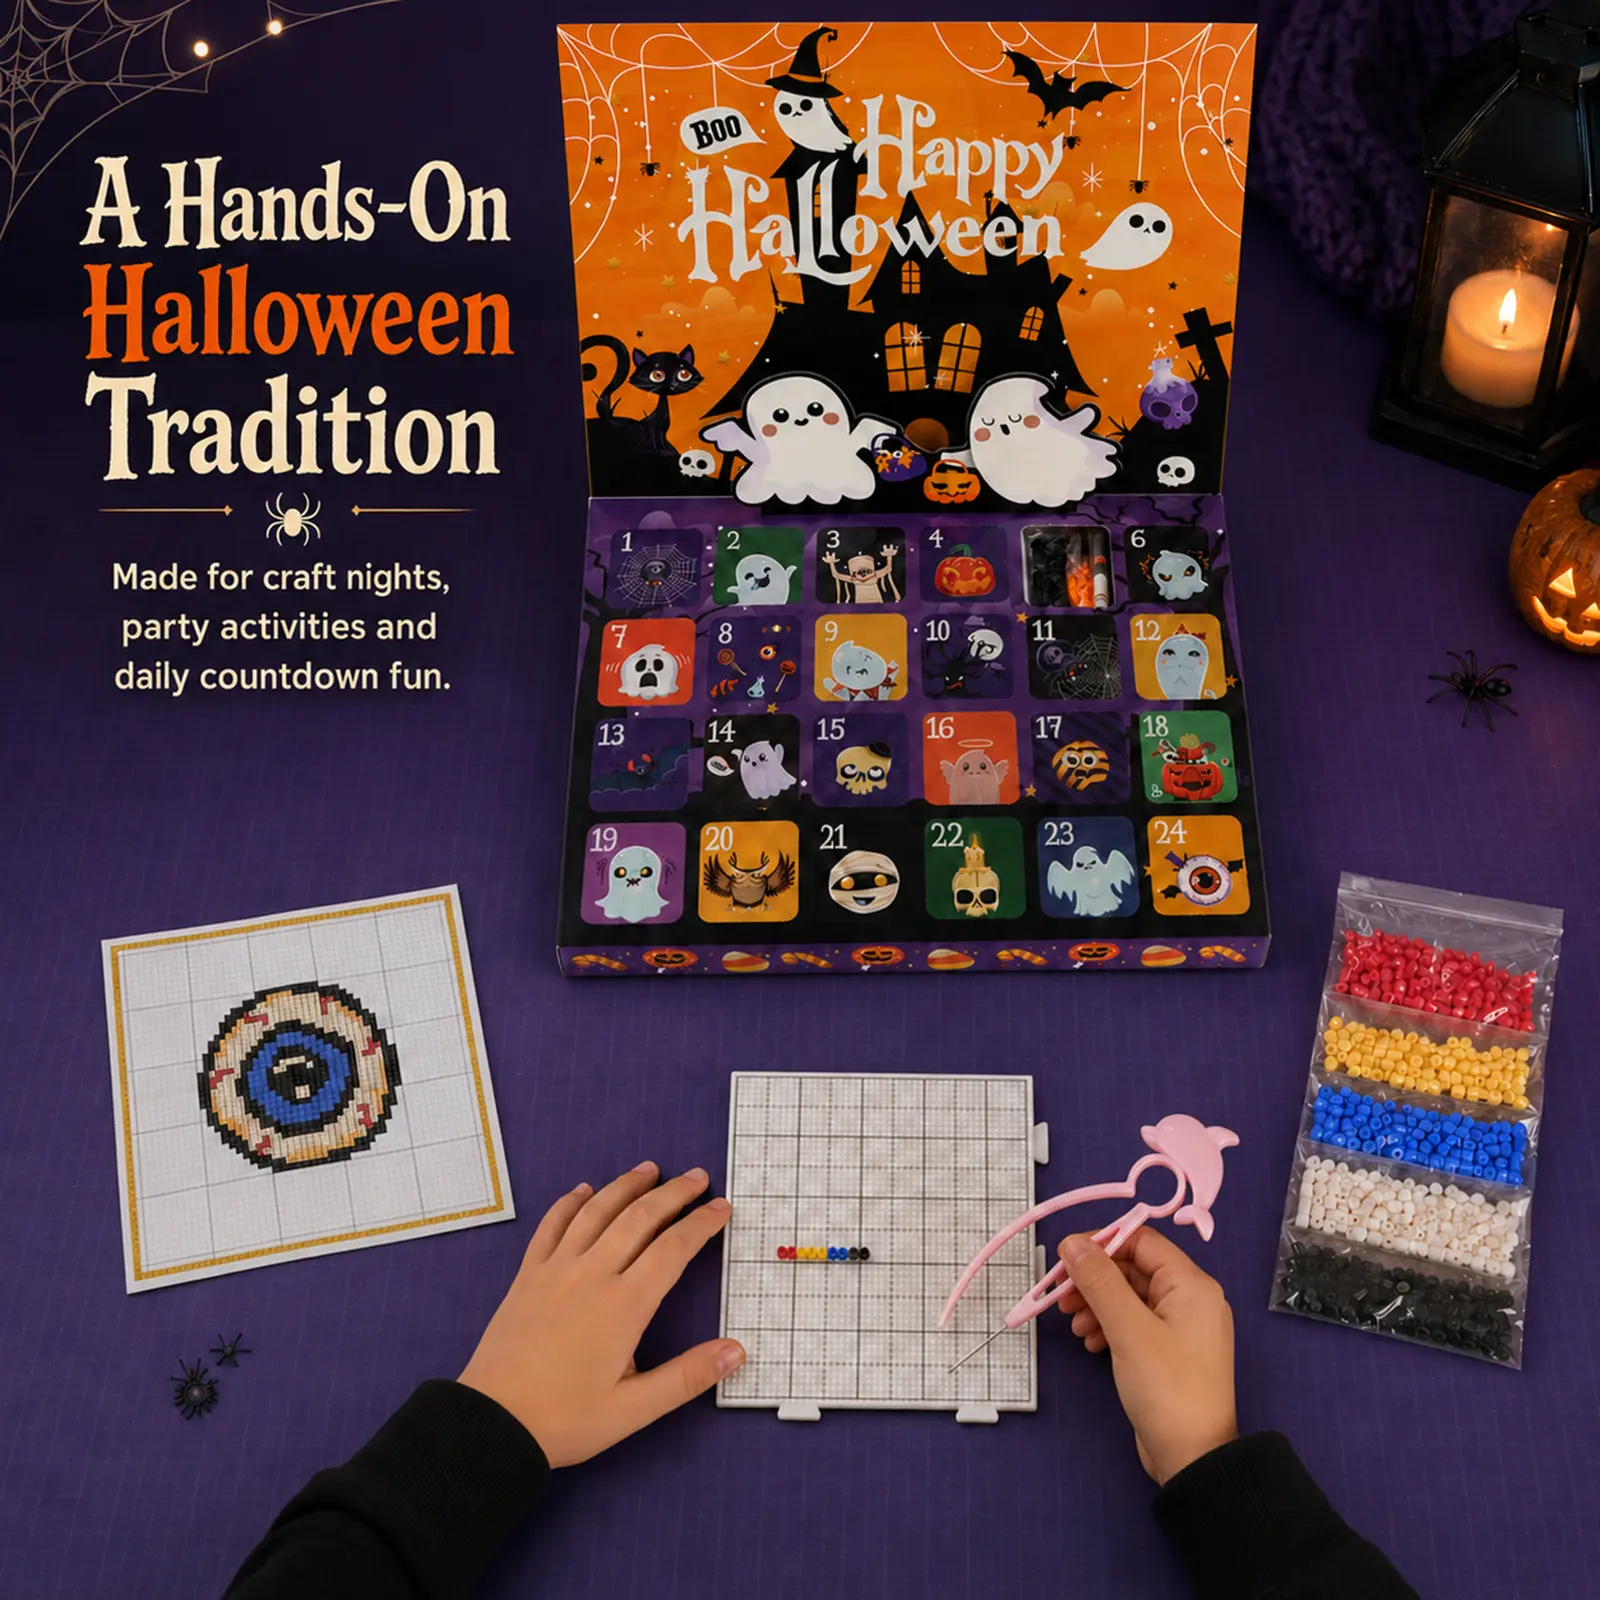 A Hands-On
Halloween
Tradition
Made for craft nights,
party activities and
daily countdown fun.
BOO
Happy
Halloween
1 2 3 4 6
7 8 9 10 11 12
13 14 15 16 17 18
19 20 21 22 23 24